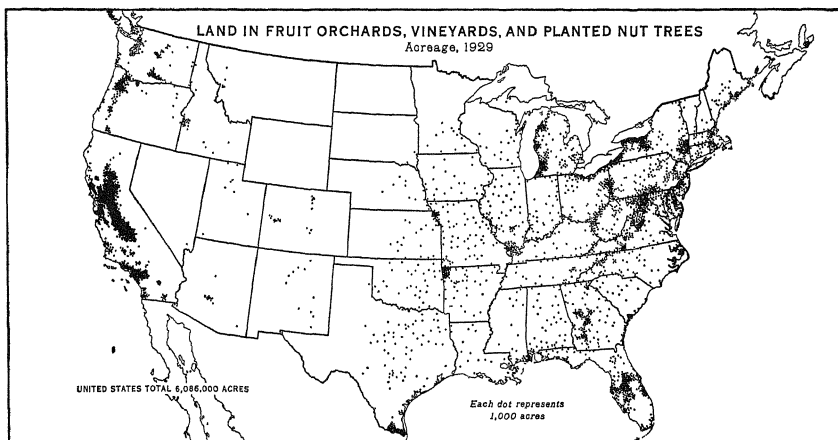 LAND IN FRUIT ORCHARDS, VINEYARDS, AND PLANTED NUT TREES
Acreage, 1929
UNITED STATES TOTAL 6,086,000 ACRES
Each dot represents
1,000 acres